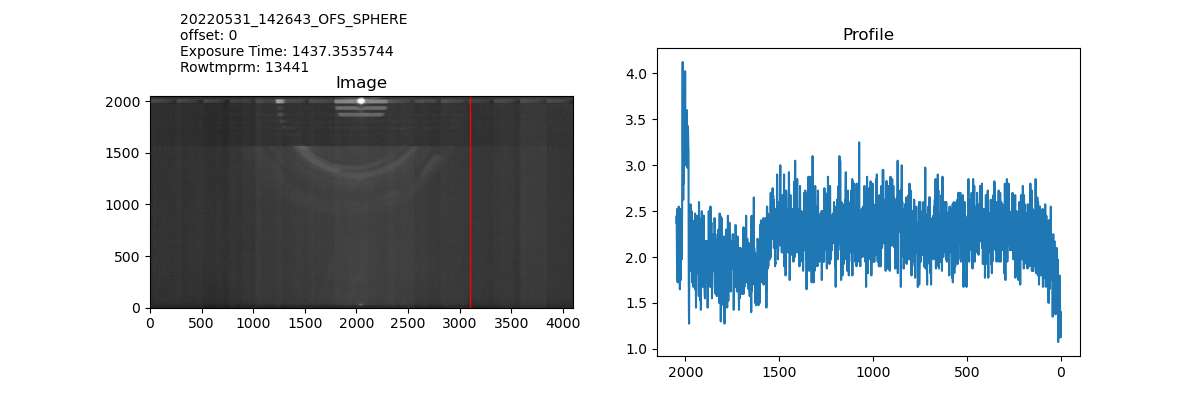 20220531_142643_OFS_SPHERE
offset: 0
Exposure Time: 1437.3535744
Rowtmprm: 13441
Image
2000
1500
1000
500
0
0 500 1000 1500 2000 2500 3000 3500 4000
Profile
4.0
3.5
3.0
2.5
2.0
1.5
1.0
2000 1500 1000 500 0